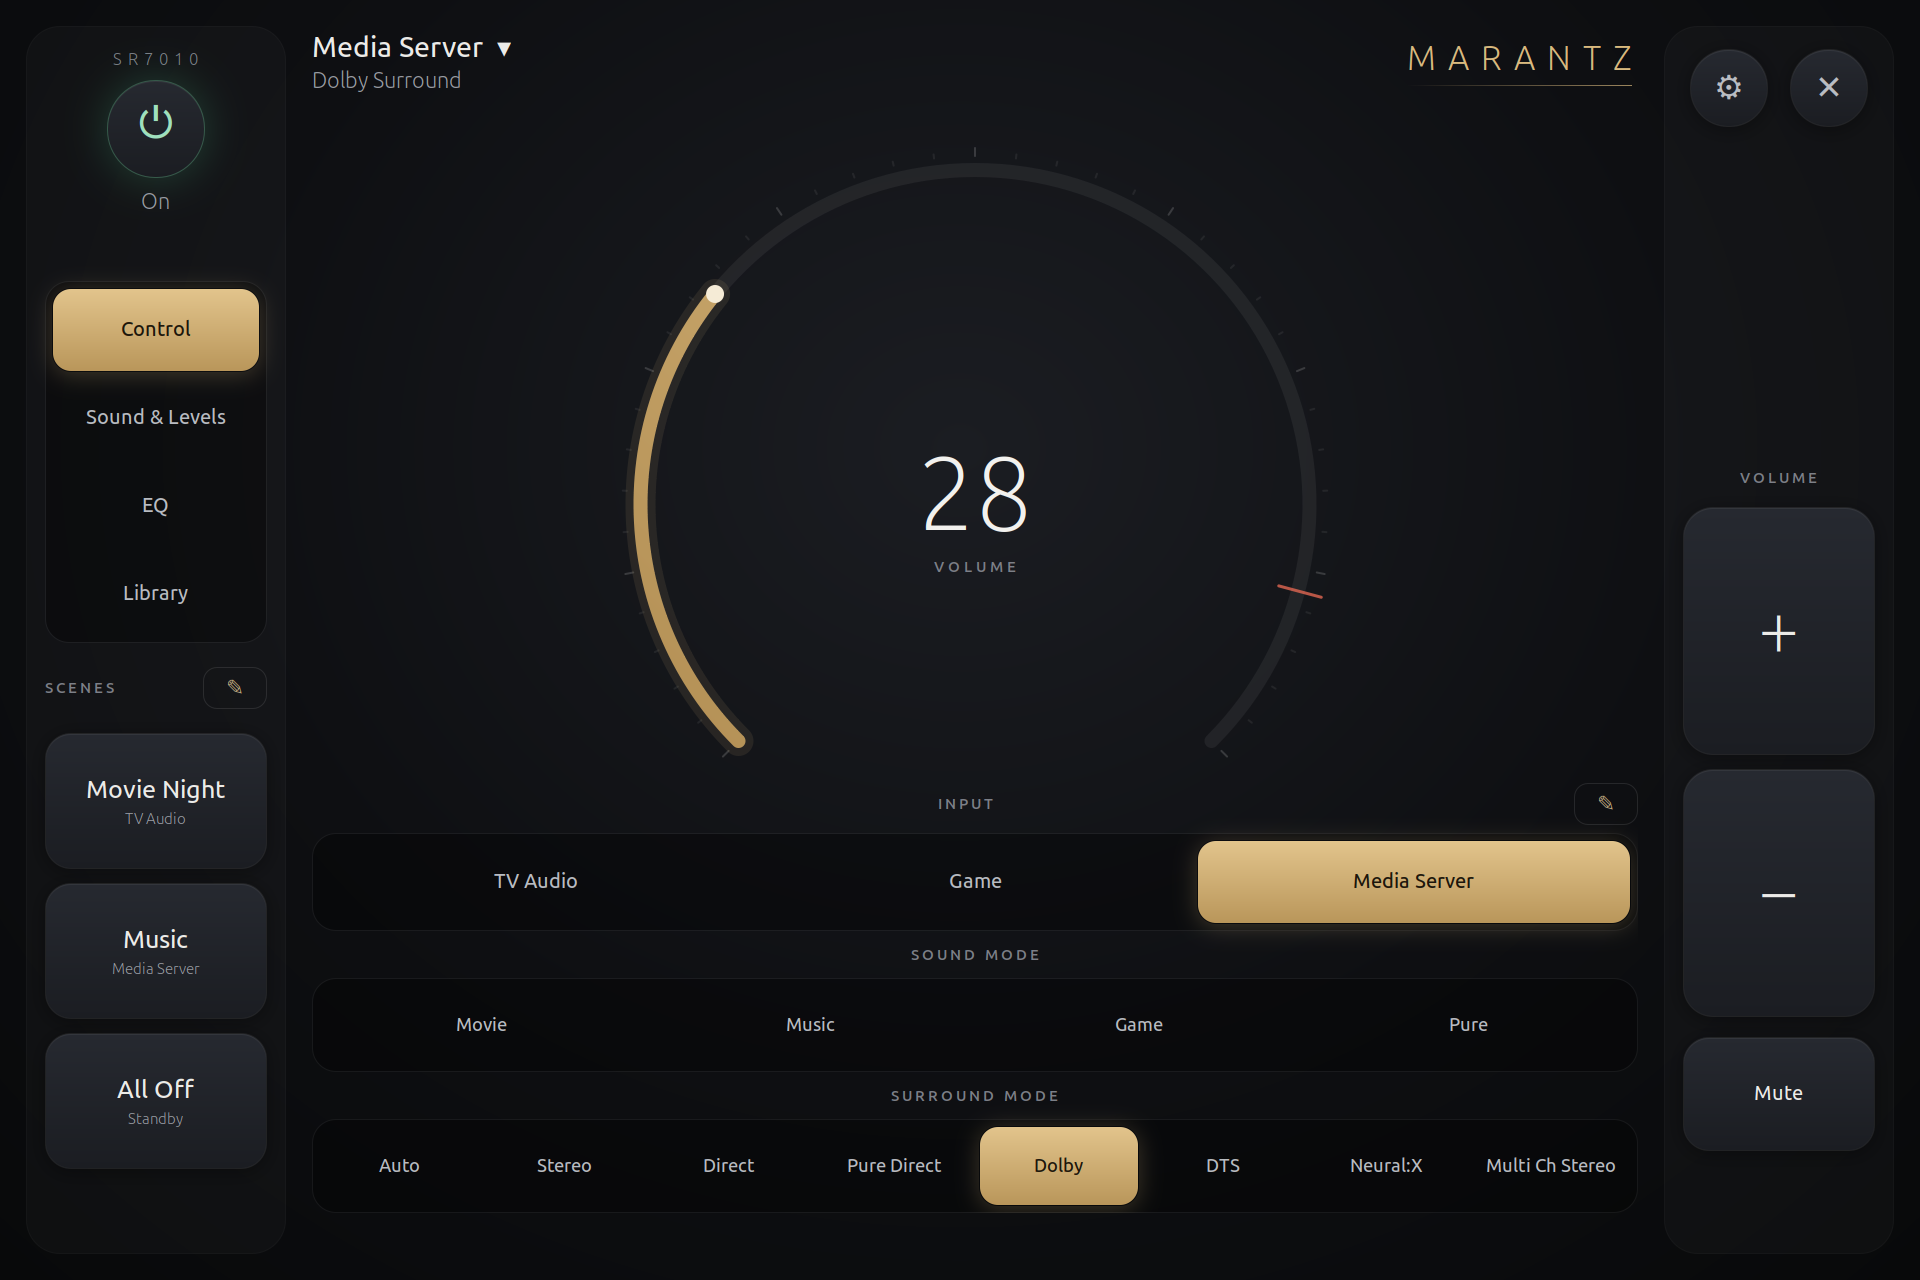 SR7010
On
Control
Sound & Levels
EQ
Library
SCENES
Movie Night
TV Audio
Music
Media Server
All Off
Standby
Media Server
Dolby Surround
MARANTZ
28
VOLUME
INPUT
TV Audio Game Media Server
SOUND MODE
Movie Music Game Pure
SURROUND MODE
Auto Stereo Direct Pure Direct Dolby DTS Neural:X Multi Ch Stereo
VOLUME
+
−
Mute